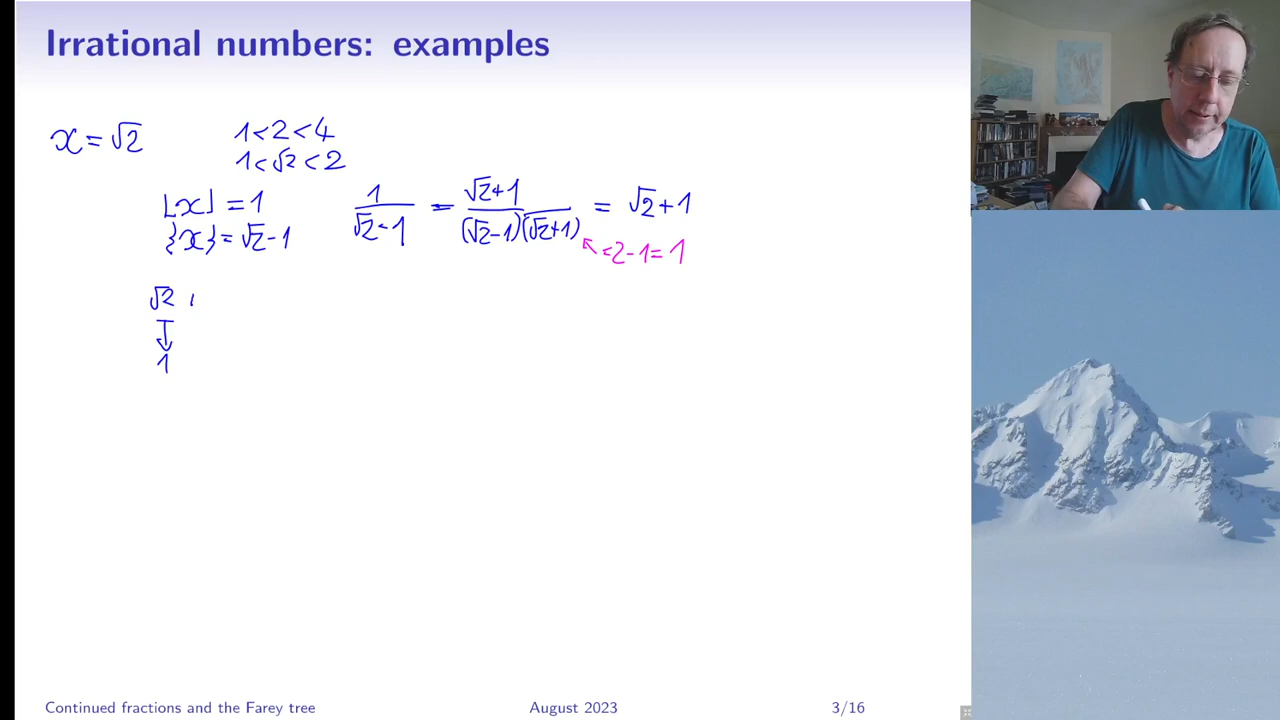 Irrational numbers: examples
x = √2
1 < 2 < 4
1 < √2 < 2
⌊x⌋ = 1
{x} = √2 - 1
1/(√2 - 1) = (√2 + 1)/((√2 - 1)(√2 + 1)) = √2 + 1
= 2 - 1 = 1
√2
↓
1
Continued fractions and the Farey tree
August 2023
3/16